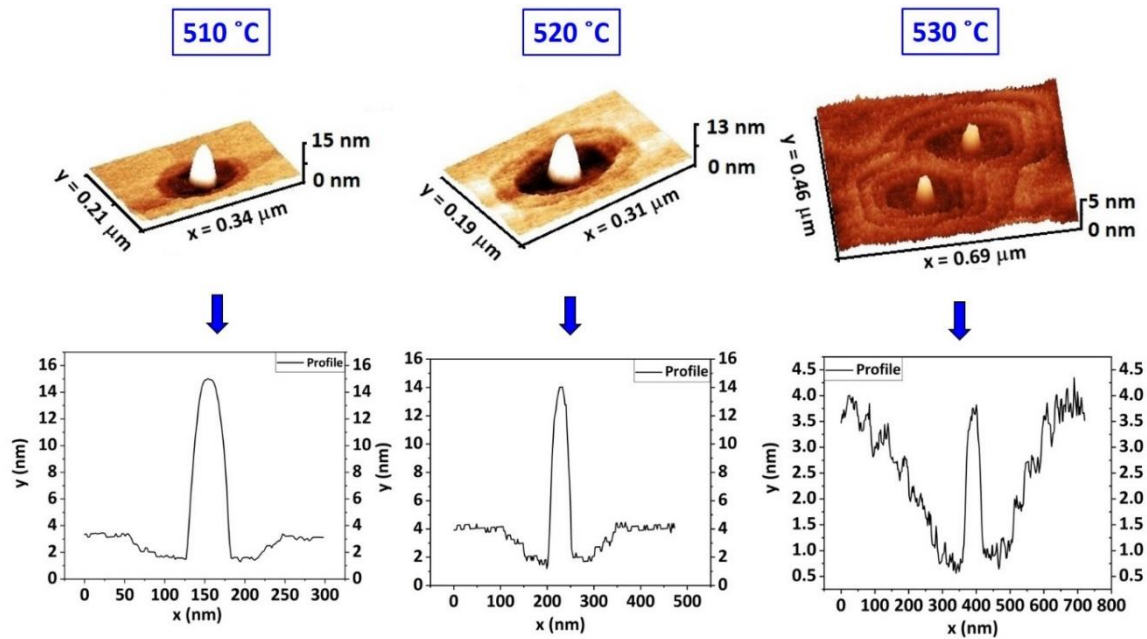 510 °C
520 °C
530 °C
15 nm
0 nm
y = 0.21 μm
x = 0.34 μm
13 nm
0 nm
y = 0.19 μm
x = 0.31 μm
y = 0.46 μm
5 nm
0 nm
x = 0.69 μm
Profile
16
14
12
10
8
6
4
2
0
y (nm)
16
14
12
10
8
6
4
2
0
0 50 100 150 200 250 300
x (nm)
Profile
16
14
12
10
8
6
4
2
0
y (nm)
16
14
12
10
8
6
4
2
0
0 100 200 300 400 500
x (nm)
Profile
4.5
4.0
3.5
3.0
2.5
2.0
1.5
1.0
0.5
y (nm)
4.5
4.0
3.5
3.0
2.5
2.0
1.5
1.0
0.5
0 100 200 300 400 500 600 700 800
x (nm)